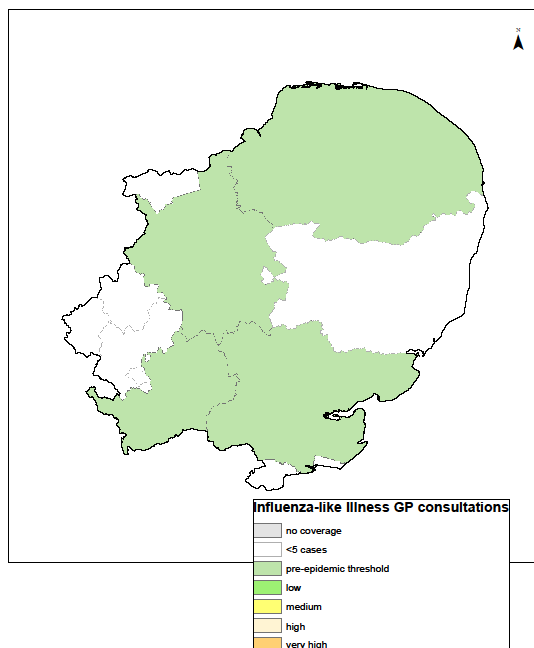 N
Influenza-like Illness GP consultations
no coverage
<5 cases
pre-epidemic threshold
low
medium
high
very high